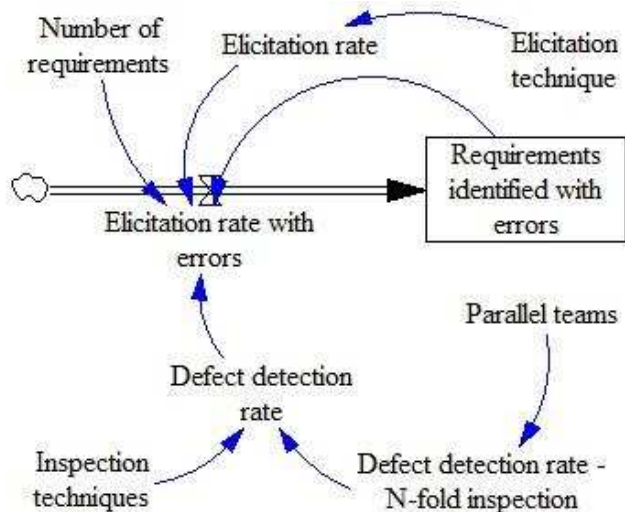 Number of
requirements
Elicitation rate
Elicitation
technique
Requirements
identified with
errors
Elicitation rate with
errors
Parallel teams
Defect detection
rate
Inspection
techniques
Defect detection rate -
N-fold inspection